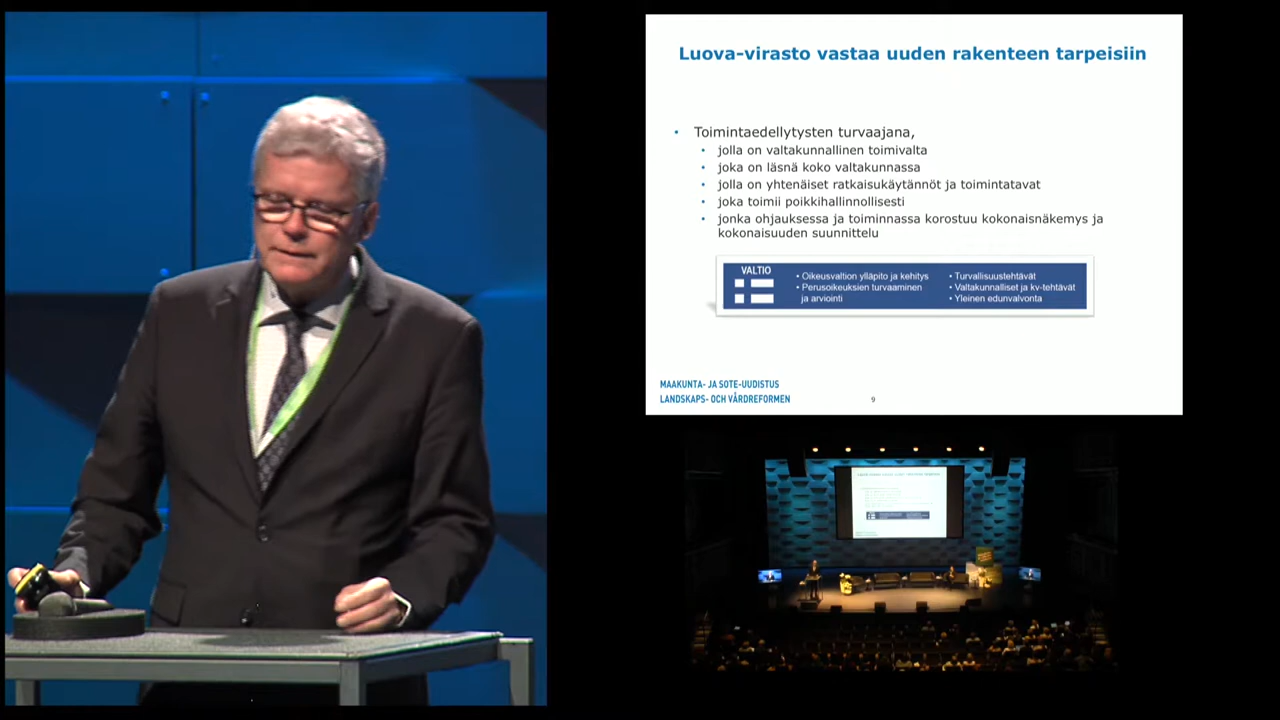 Luova-virasto vastaa uuden rakenteen tarpeisiin
• Toimintaedellytysten turvaajana,
• jolla on valtakunnallinen toimivalta
• joka on läsnä koko valtakunnassa
• jolla on yhtenäiset ratkaisukäytännöt ja toimintatavat
• joka toimii poikkihallinnollisesti
• jonka ohjauksessa ja toiminnassa korostuu kokonaisnäkemys ja
kokonaisuuden suunnittelu
VALTIO
• Oikeusvaltion ylläpito ja kehitys
• Perusoikeuksien turvaaminen
ja arviointi
• Turvallisuustehtävät
• Valtakunnalliset ja kv-tehtävät
• Yleinen edunvalvonta
MAAKUNTA- JA SOTE-UUDISTUS
LANDSKAPS- OCH VÅRDREFORMEN
9